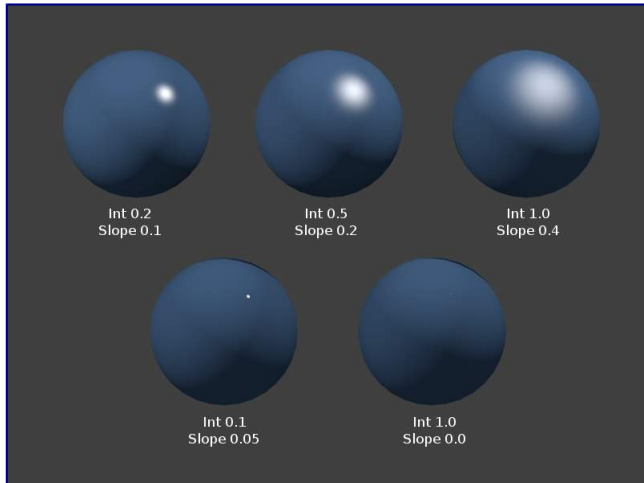 Int 0.2
Slope 0.1
Int 0.5
Slope 0.2
Int 1.0
Slope 0.4
Int 0.1
Slope 0.05
Int 1.0
Slope 0.0